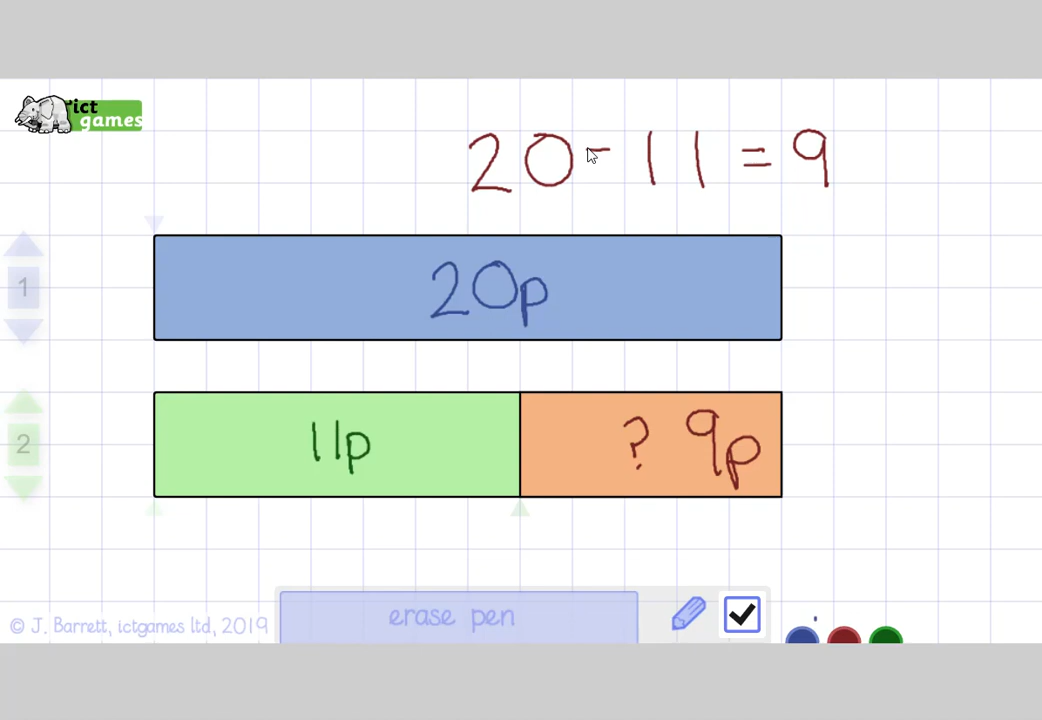 ict
games
20 - 11 = 9
1
20p
2
11p ? 9p
erase pen
© J. Barrett, ictgames ltd, 2019